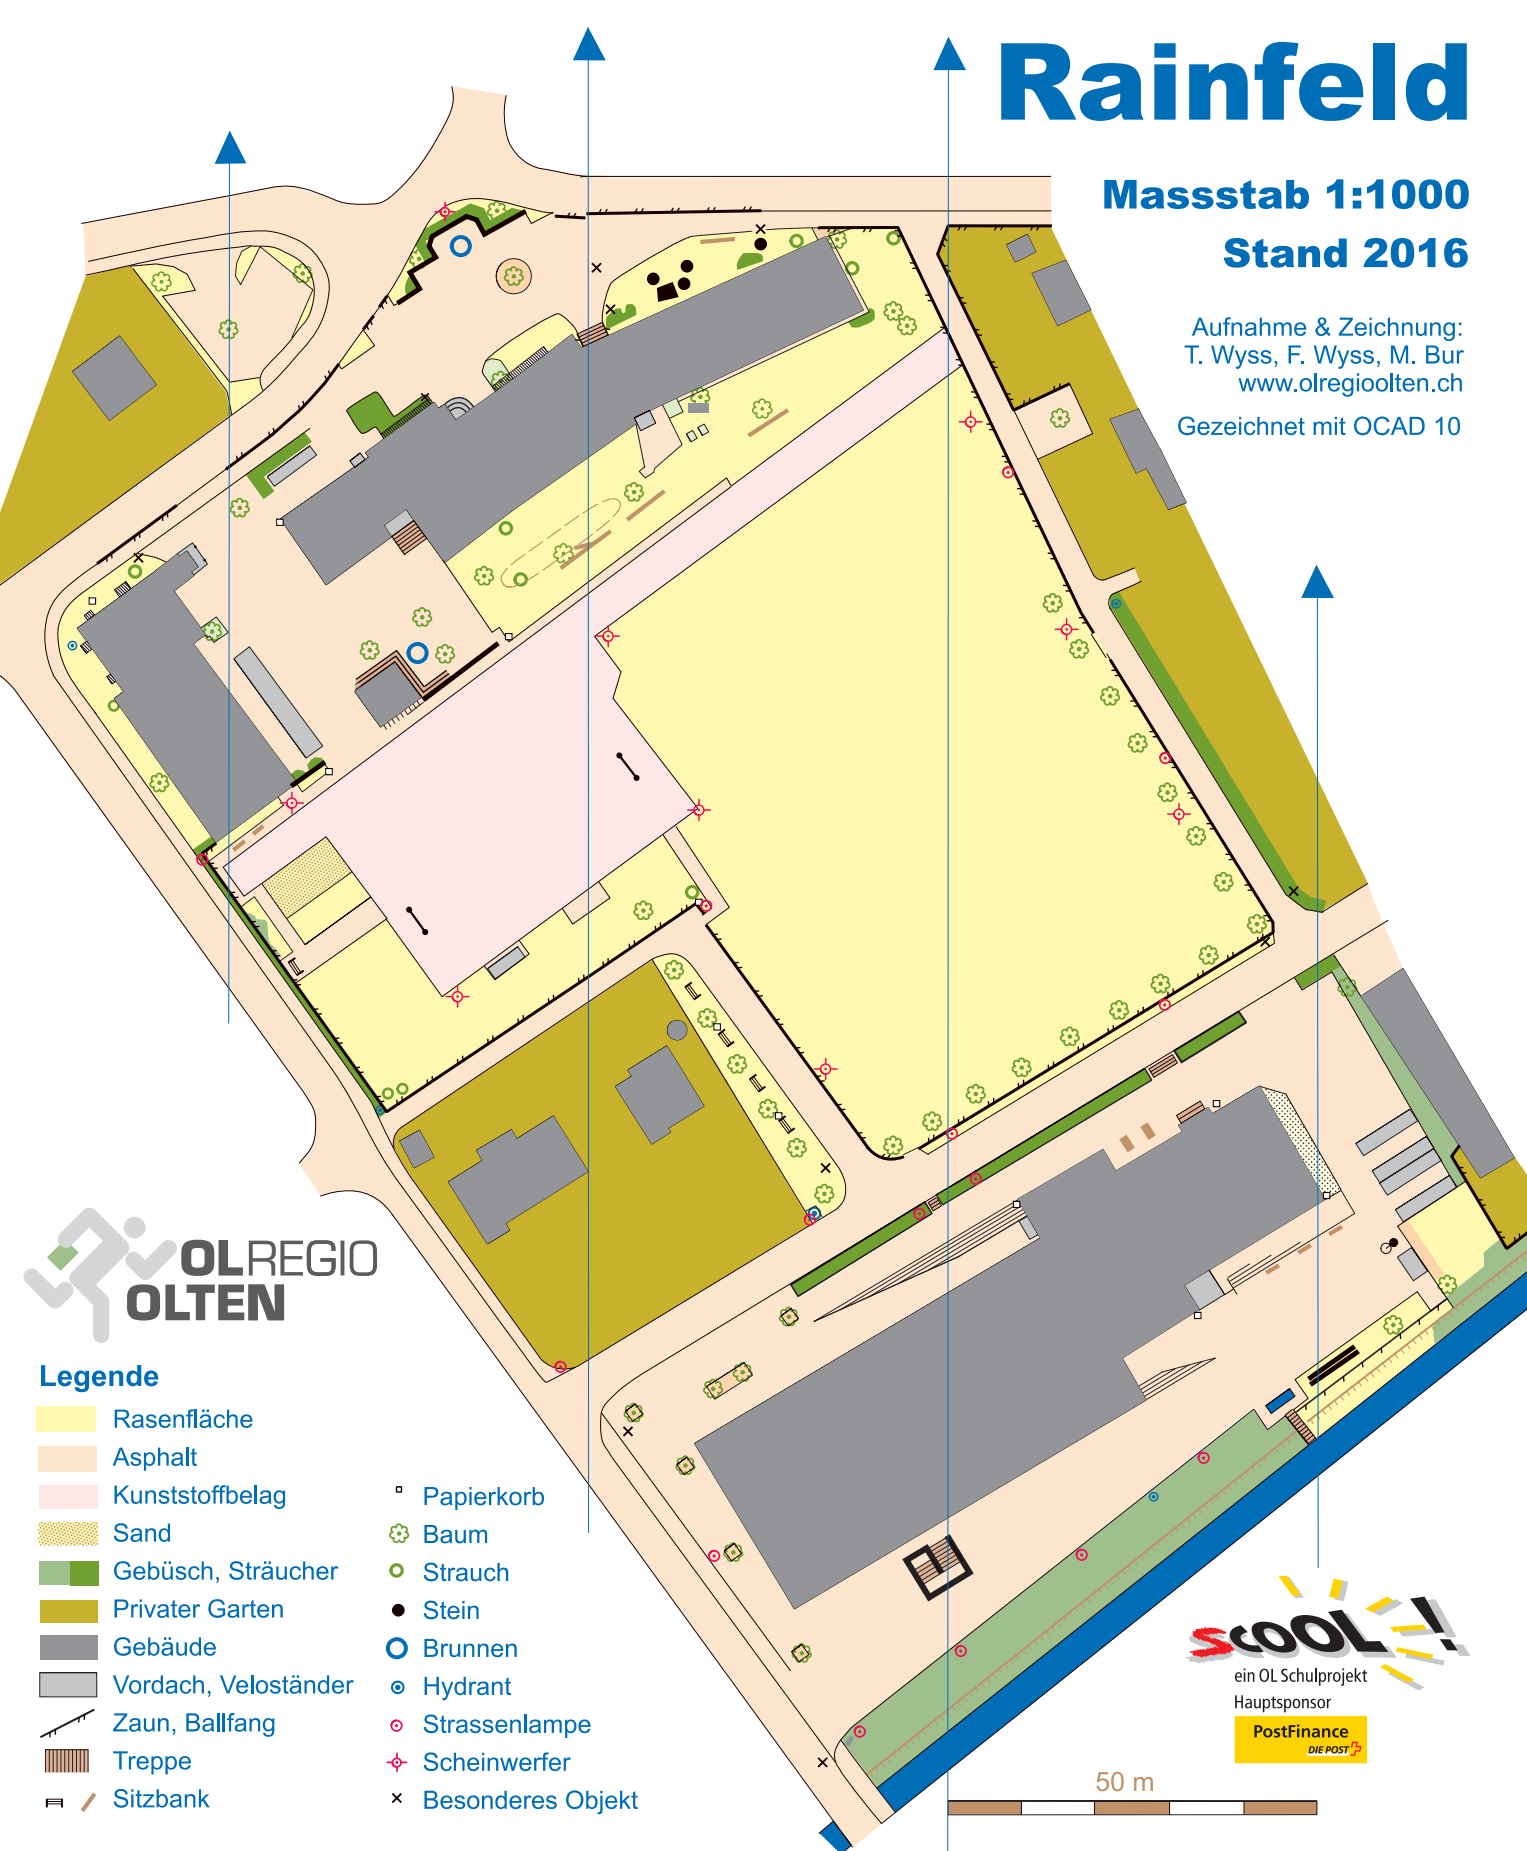 Rainfeld
Massstab 1:1000
Stand 2016
Aufnahme & Zeichnung:
T. Wyss, F. Wyss, M. Bur
www.olregioolten.ch
Gezeichnet mit OCAD 10
OLREGIO
OLTEN
Legende
Rasenfläche
Asphalt
Kunststoffbelag
Sand
Gebüsch, Sträucher
Privater Garten
Gebäude
Vordach, Veloständer
Zaun, Ballfang
Treppe
Sitzbank
Papierkorb
Baum
Strauch
Stein
Brunnen
Hydrant
Strassenlampe
Scheinwerfer
Besonderes Objekt
sCOOL!
ein OL Schulprojekt
Hauptsponsor
PostFinance
DIE POST
50 m